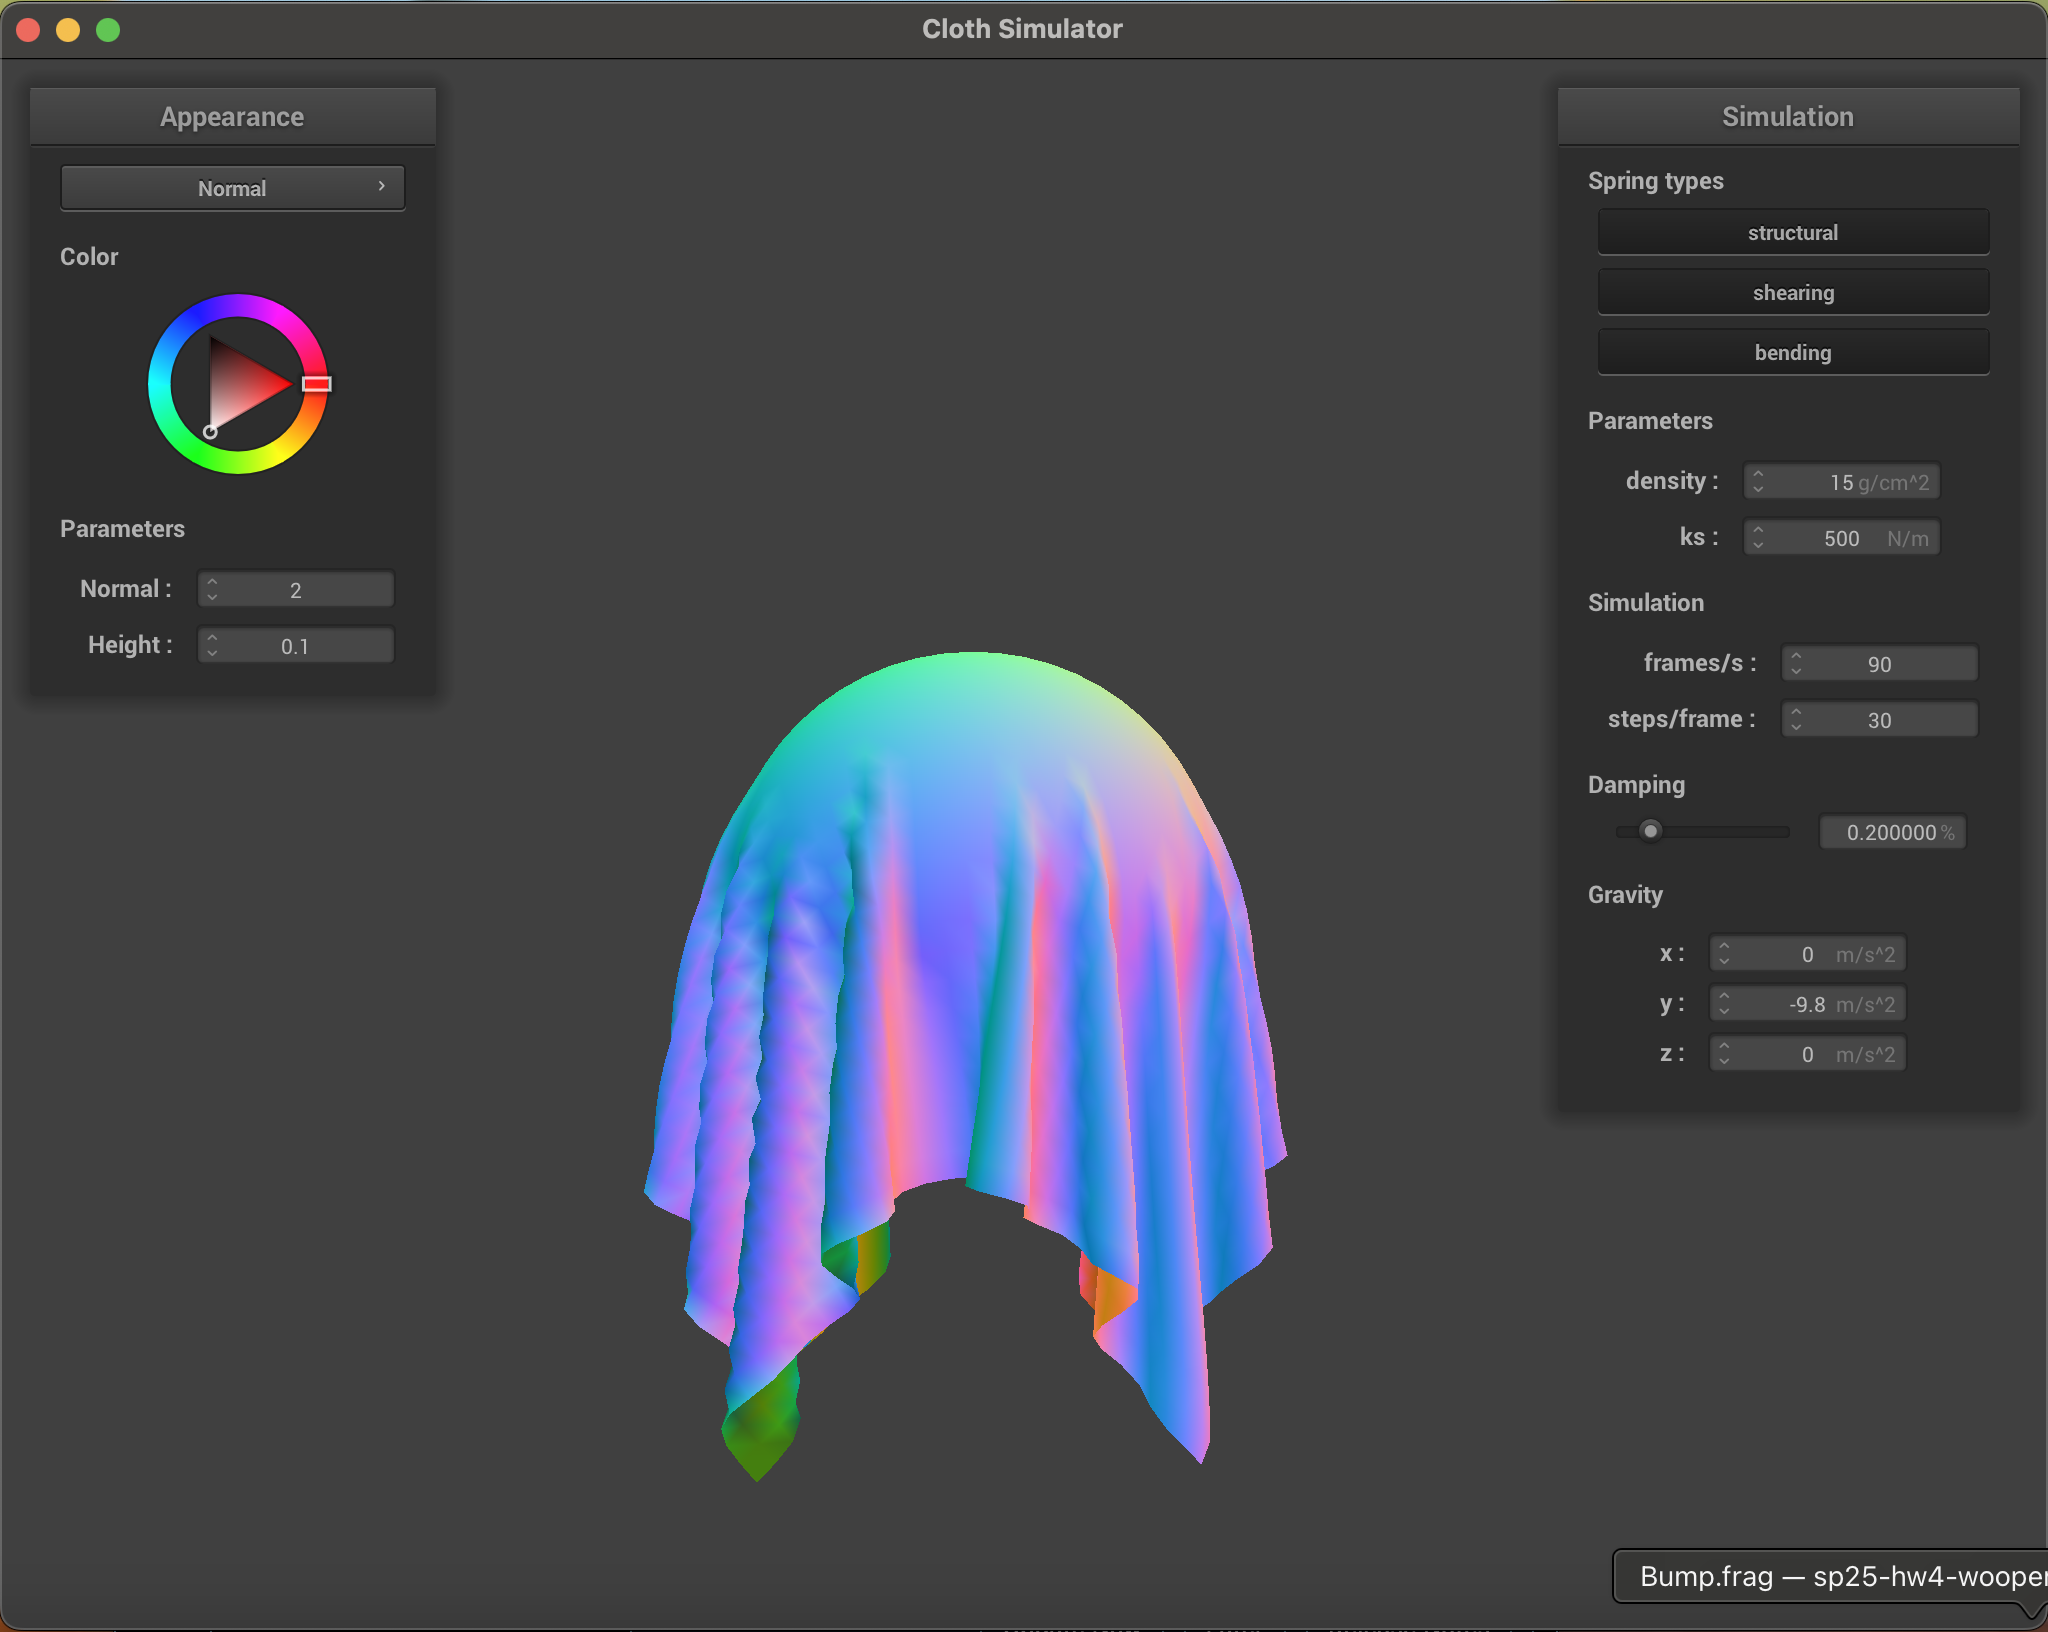 Cloth Simulator
Appearance
Normal
Color
Parameters
Normal : 2
Height : 0.1
Simulation
Spring types
structural
shearing
bending
Parameters
density : 15 g/cm^2
ks : 500 N/m
Simulation
frames/s : 90
steps/frame : 30
Damping
0.200000 %
Gravity
x : 0 m/s^2
y : -9.8 m/s^2
z : 0 m/s^2
Bump.frag — sp25-hw4-wooper